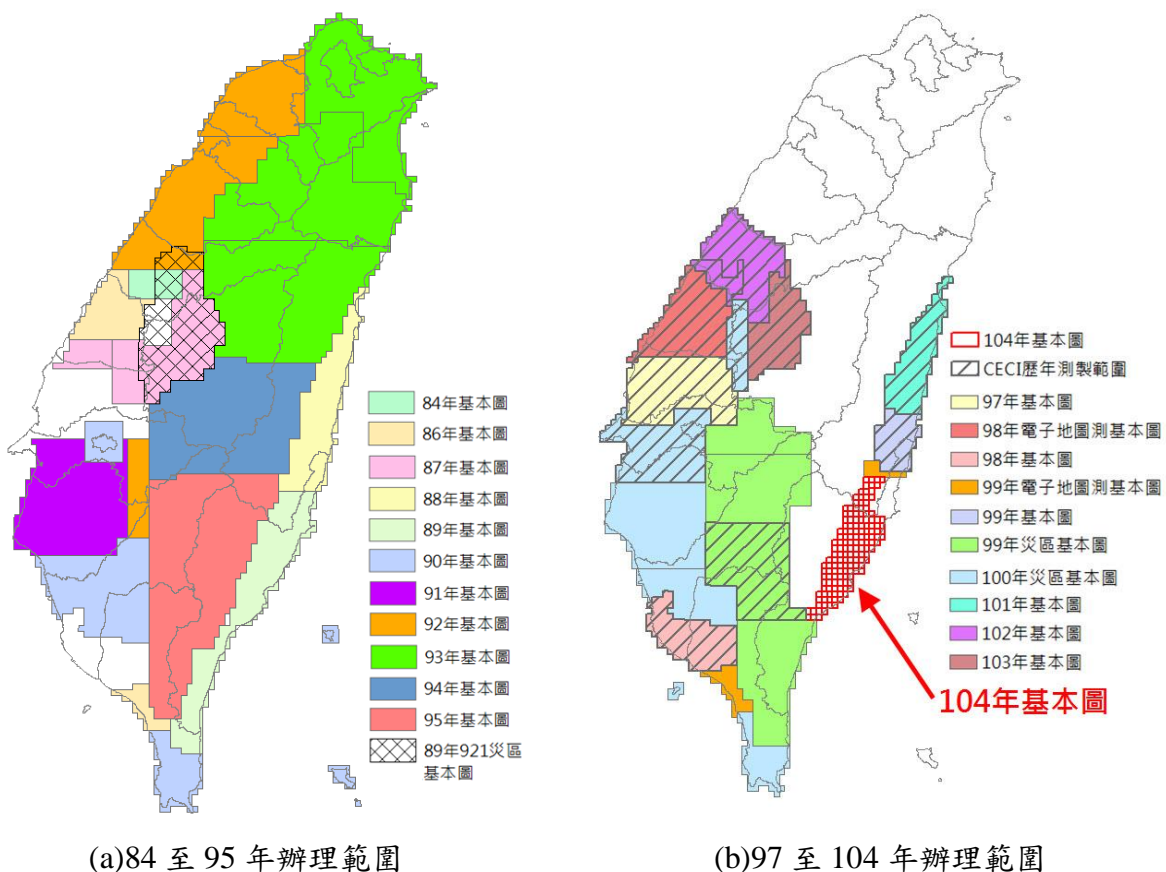 84年基本圖
86年基本圖
87年基本圖
88年基本圖
89年基本圖
90年基本圖
91年基本圖
92年基本圖
93年基本圖
94年基本圖
95年基本圖
89年921災區
基本圖
(a)84 至 95 年辦理範圍
104年基本圖
CECI歷年測製範圍
97年基本圖
98年電子地圖測基本圖
98年基本圖
99年電子地圖測基本圖
99年基本圖
99年災區基本圖
100年災區基本圖
101年基本圖
102年基本圖
103年基本圖
104年基本圖
(b)97 至 104 年辦理範圍